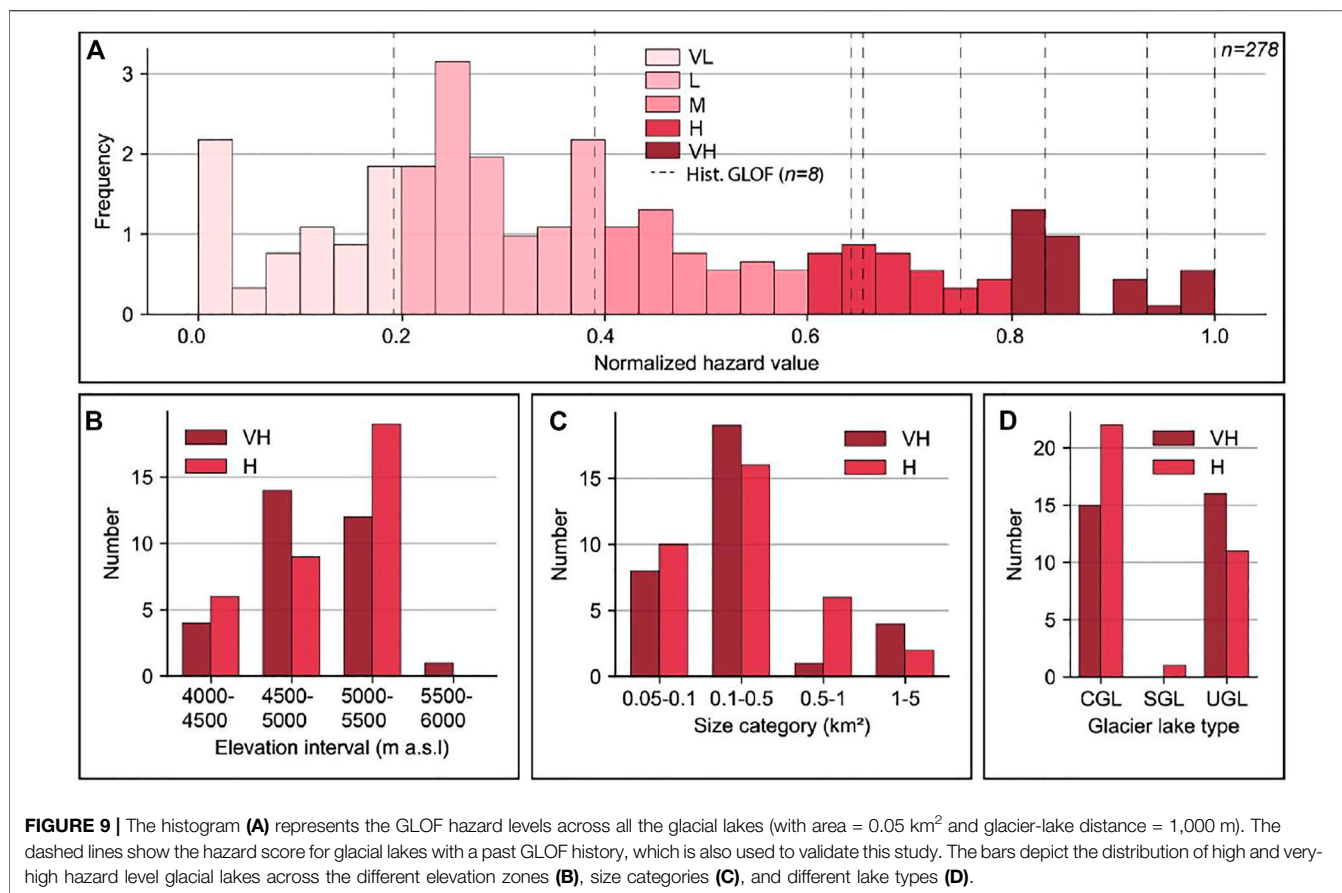 A
n=278
VL
L
M
H
VH
Hist. GLOF (n=8)
Frequency
3
2
1
0
0.0 0.2 0.4 0.6 0.8 1.0
Normalized hazard value
B
VH
H
Number
15
10
5
0
4000-4500 4500-5000 5000-5500 5500-6000
Elevation interval (m a.s.l)
C
VH
H
Number
15
10
5
0
0.05-0.1 0.1-0.5 0.5-1 1-5
Size category (km²)
D
VH
H
Number
20
15
10
5
0
CGL SGL UGL
Glacier lake type
FIGURE 9 | The histogram (A) represents the GLOF hazard levels across all the glacial lakes (with area = 0.05 km² and glacier-lake distance = 1,000 m). The
dashed lines show the hazard score for glacial lakes with a past GLOF history, which is also used to validate this study. The bars depict the distribution of high and very-
high hazard level glacial lakes across the different elevation zones (B), size categories (C), and different lake types (D).